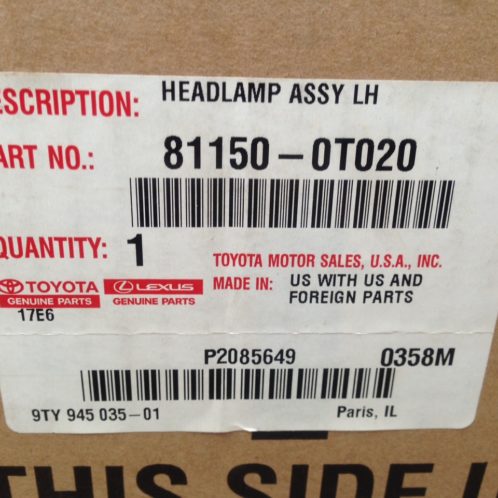 ESCRIPTION: HEADLAMP ASSY LH
ART NO.: 81150-0T020
QUANTITY: 1
TOYOTA MOTOR SALES, U.S.A., INC.
TOYOTA LEXUS MADE IN: US WITH US AND
GENUINE PARTS GENUINE PARTS FOREIGN PARTS
17E6
P2085649 0358M
9TY 945 035-01 Paris, IL
THIS SIDE